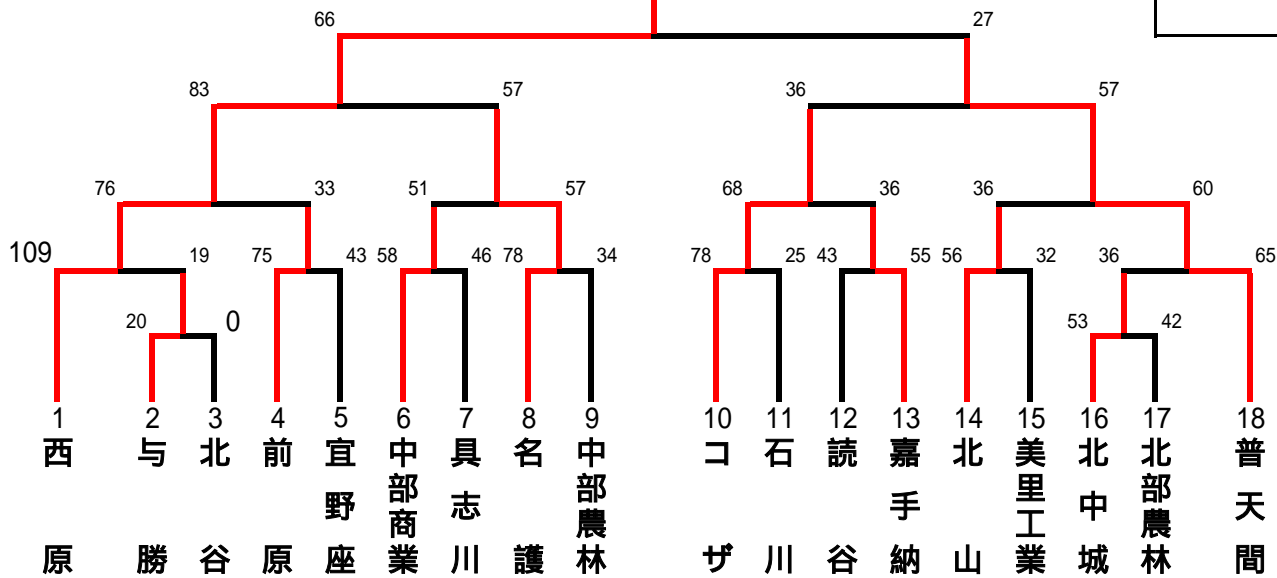 66 27
83 57 36 57
76 33 51 57 68 36 36 60
109 19 75 43 58 46 78 34 78 25 43 55 56 32 36 65
20 0 53 42
1 2 3 4 5 6 7 8 9 10 11 12 13 14 15 16 17 18
西原
与勝
北谷
前原
宜野座
中部商業
具志川
名護
中部農林
コザ
石川
読谷
嘉手納
北山
美里工業
北中城
北部農林
普天間